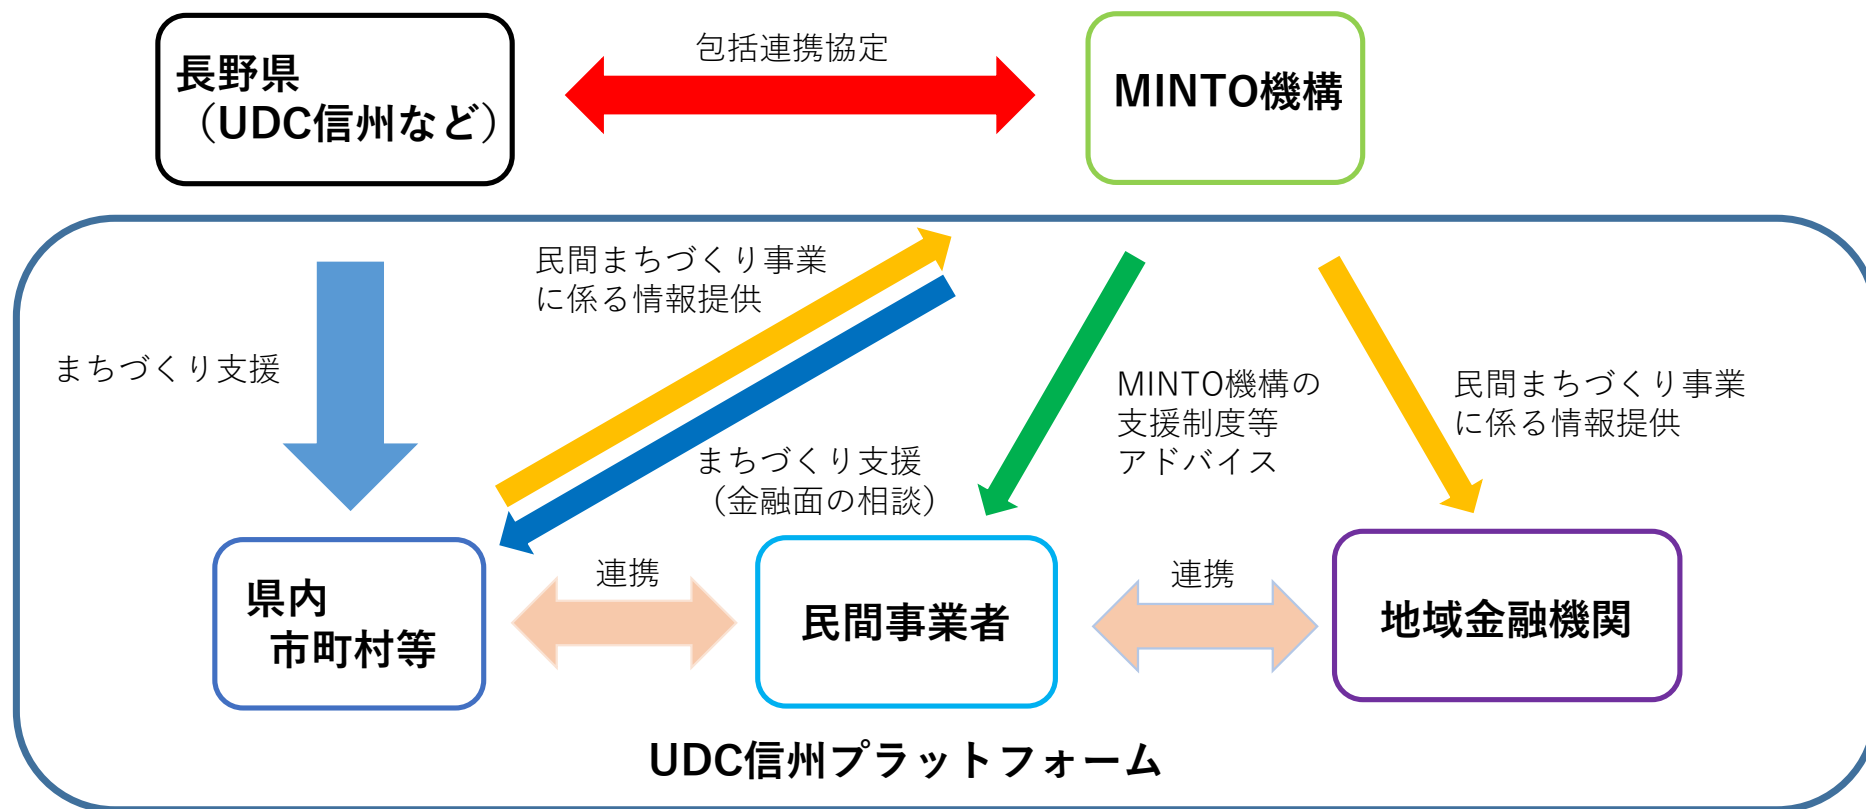 長野県
（UDC信州など）
包括連携協定
MINTO機構
民間まちづくり事業
に係る情報提供
まちづくり支援
MINTO機構の
支援制度等
アドバイス
民間まちづくり事業
に係る情報提供
まちづくり支援
（金融面の相談）
県内
市町村等
連携
民間事業者
連携
地域金融機関
UDC信州プラットフォーム